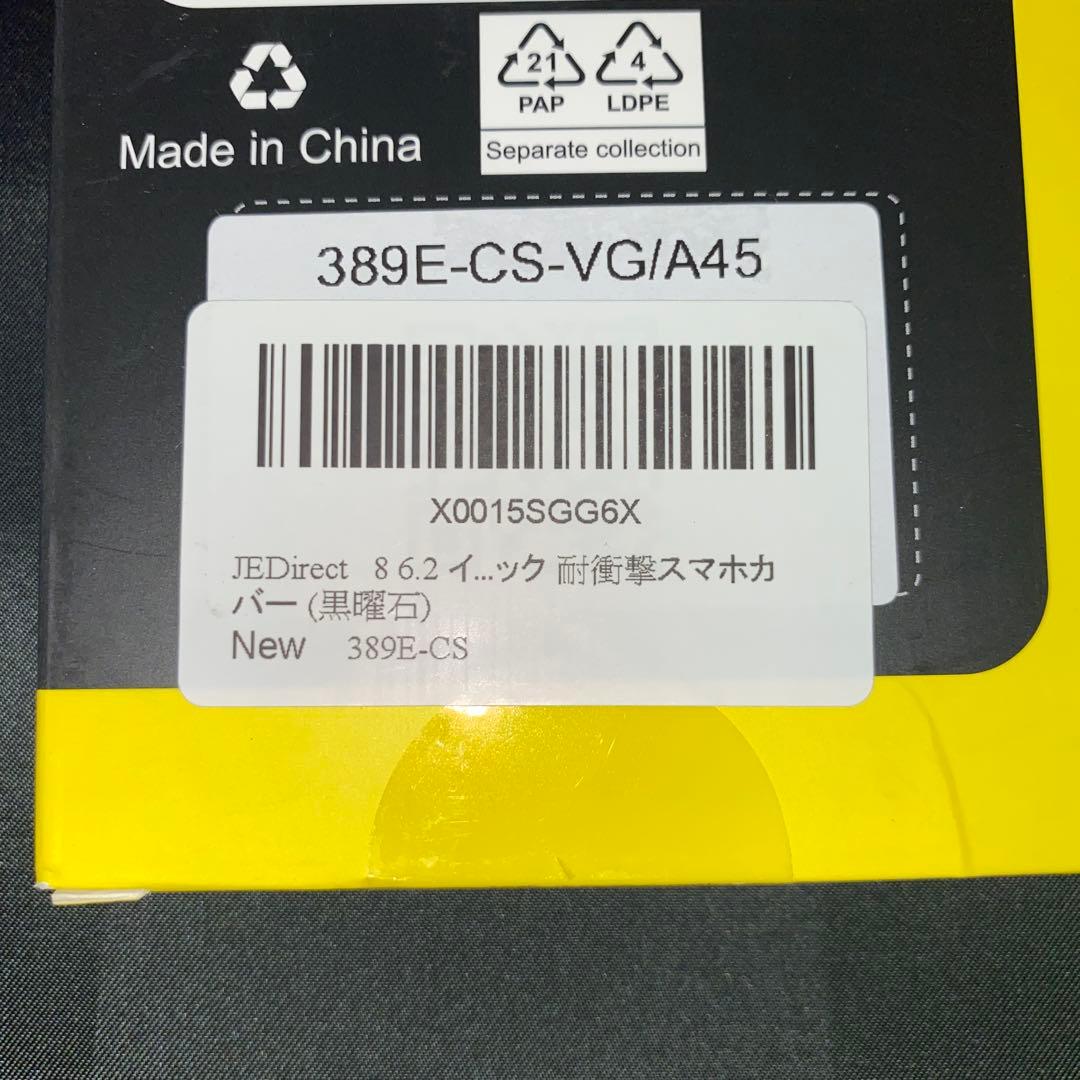 21
PAP
4
LDPE
Separate collection
Made in China
389E-CS-VG/A45
X0015SGG6X
JEDirect 8 6.2 イ...ック 耐衝撃スマホカ
バー (黒曜石)
New 389E-CS